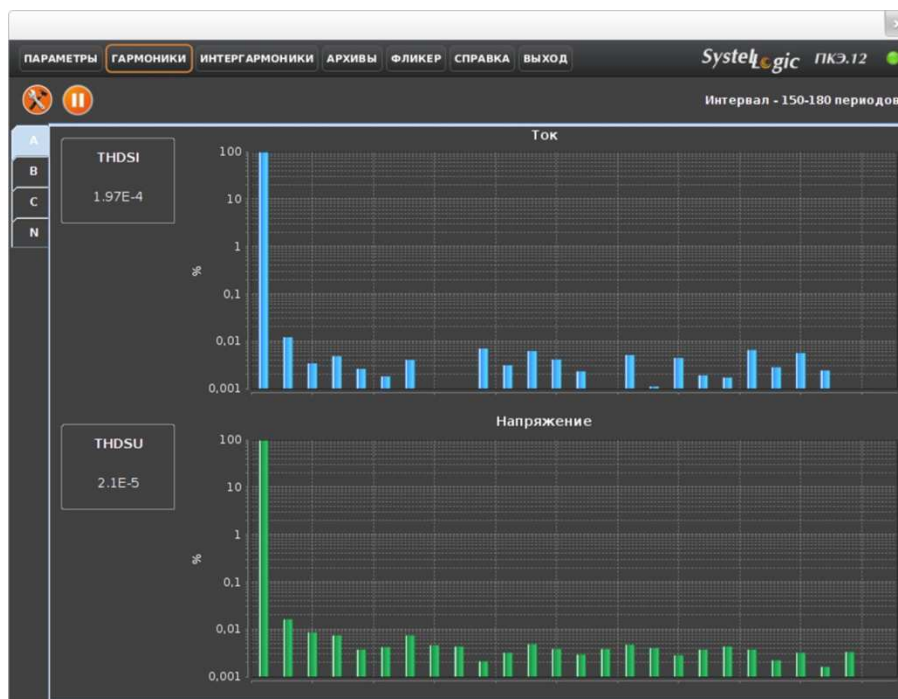 ПАРАМЕТРЫ ГАРМОНИКИ ИНТЕРГАРМОНИКИ АРХИВЫ ФЛИКЕР СПРАВКА ВЫХОД SystelLogic ПКЭ.12
Интервал - 150-180 периодов
A
B
C
N
THDSI
1.97E-4
Ток
100
10
1
%
0,1
0,01
0,001
THDSU
2.1E-5
Напряжение
100
10
1
%
0,1
0,01
0,001